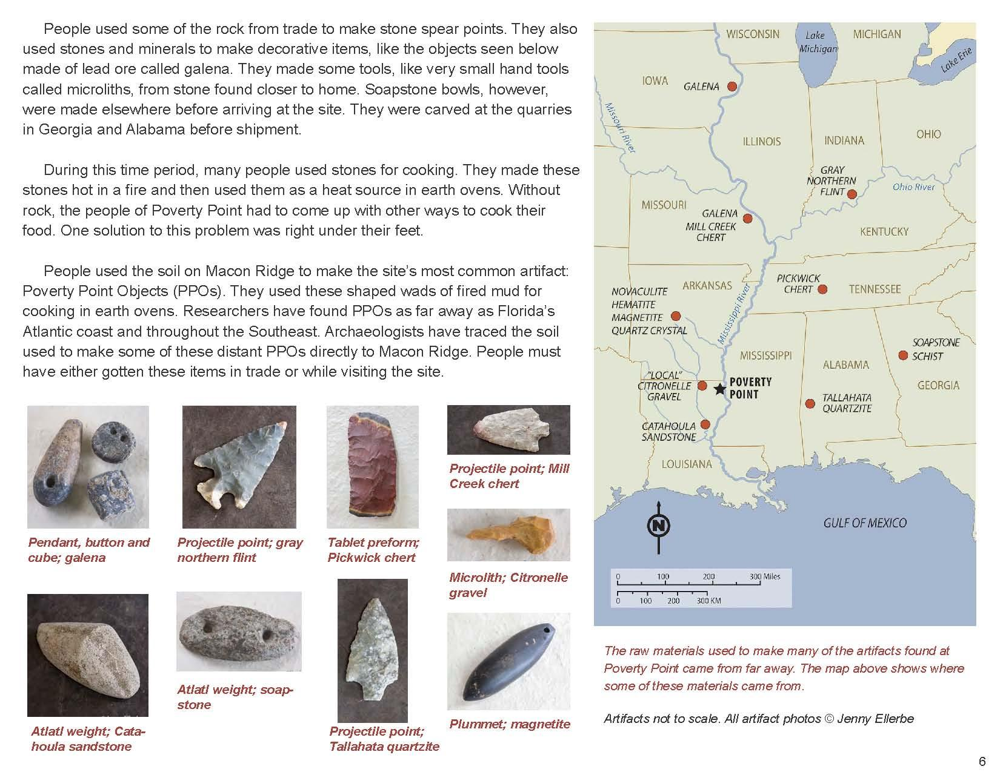 People used some of the rock from trade to make stone spear points. They also
used stones and minerals to make decorative items, like the objects seen below
made of lead ore called galena. They made some tools, like very small hand tools
called microliths, from stone found closer to home. Soapstone bowls, however,
were made elsewhere before arriving at the site. They were carved at the quarries
in Georgia and Alabama before shipment.
During this time period, many people used stones for cooking. They made these
stones hot in a fire and then used them as a heat source in earth ovens. Without
rock, the people of Poverty Point had to come up with other ways to cook their
food. One solution to this problem was right under their feet.
People used the soil on Macon Ridge to make the site's most common artifact:
Poverty Point Objects (PPOs). They used these shaped wads of fired mud for
cooking in earth ovens. Researchers have found PPOs as far away as Florida's
Atlantic coast and throughout the Southeast. Archaeologists have traced the soil
used to make some of these distant PPOs directly to Macon Ridge. People must
have either gotten these items in trade or while visiting the site.
Pendant, button and
cube; galena
Projectile point; gray
northern flint
Tablet preform;
Pickwick chert
Projectile point; Mill
Creek chert
Microlith; Citronelle
gravel
Atlatl weight; Cata-
houla sandstone
Atlatl weight; soap-
stone
Projectile point;
Tallahata quartzite
Plummet; magnetite
WISCONSIN
Lake
Michigan
MICHIGAN
Lake Erie
IOWA
GALENA
Missouri River
ILLINOIS
INDIANA
OHIO
GRAY
NORTHERN
FLINT
Ohio River
MISSOURI
GALENA
MILL CREEK
CHERT
KENTUCKY
ARKANSAS
PICKWICK
CHERT
TENNESSEE
NOVACULITE
HEMATITE
MAGNETITE
QUARTZ CRYSTAL
Mississippi River
MISSISSIPPI
ALABAMA
SOAPSTONE
SCHIST
GEORGIA
"LOCAL"
CITRONELLE
GRAVEL
POVERTY
POINT
TALLAHATA
QUARTZITE
CATAHOULA
SANDSTONE
LOUISIANA
GULF OF MEXICO
N
0 100 200 300 Miles
0 100 200 300 KM
The raw materials used to make many of the artifacts found at
Poverty Point came from far away. The map above shows where
some of these materials came from.
Artifacts not to scale. All artifact photos © Jenny Ellerbe
6